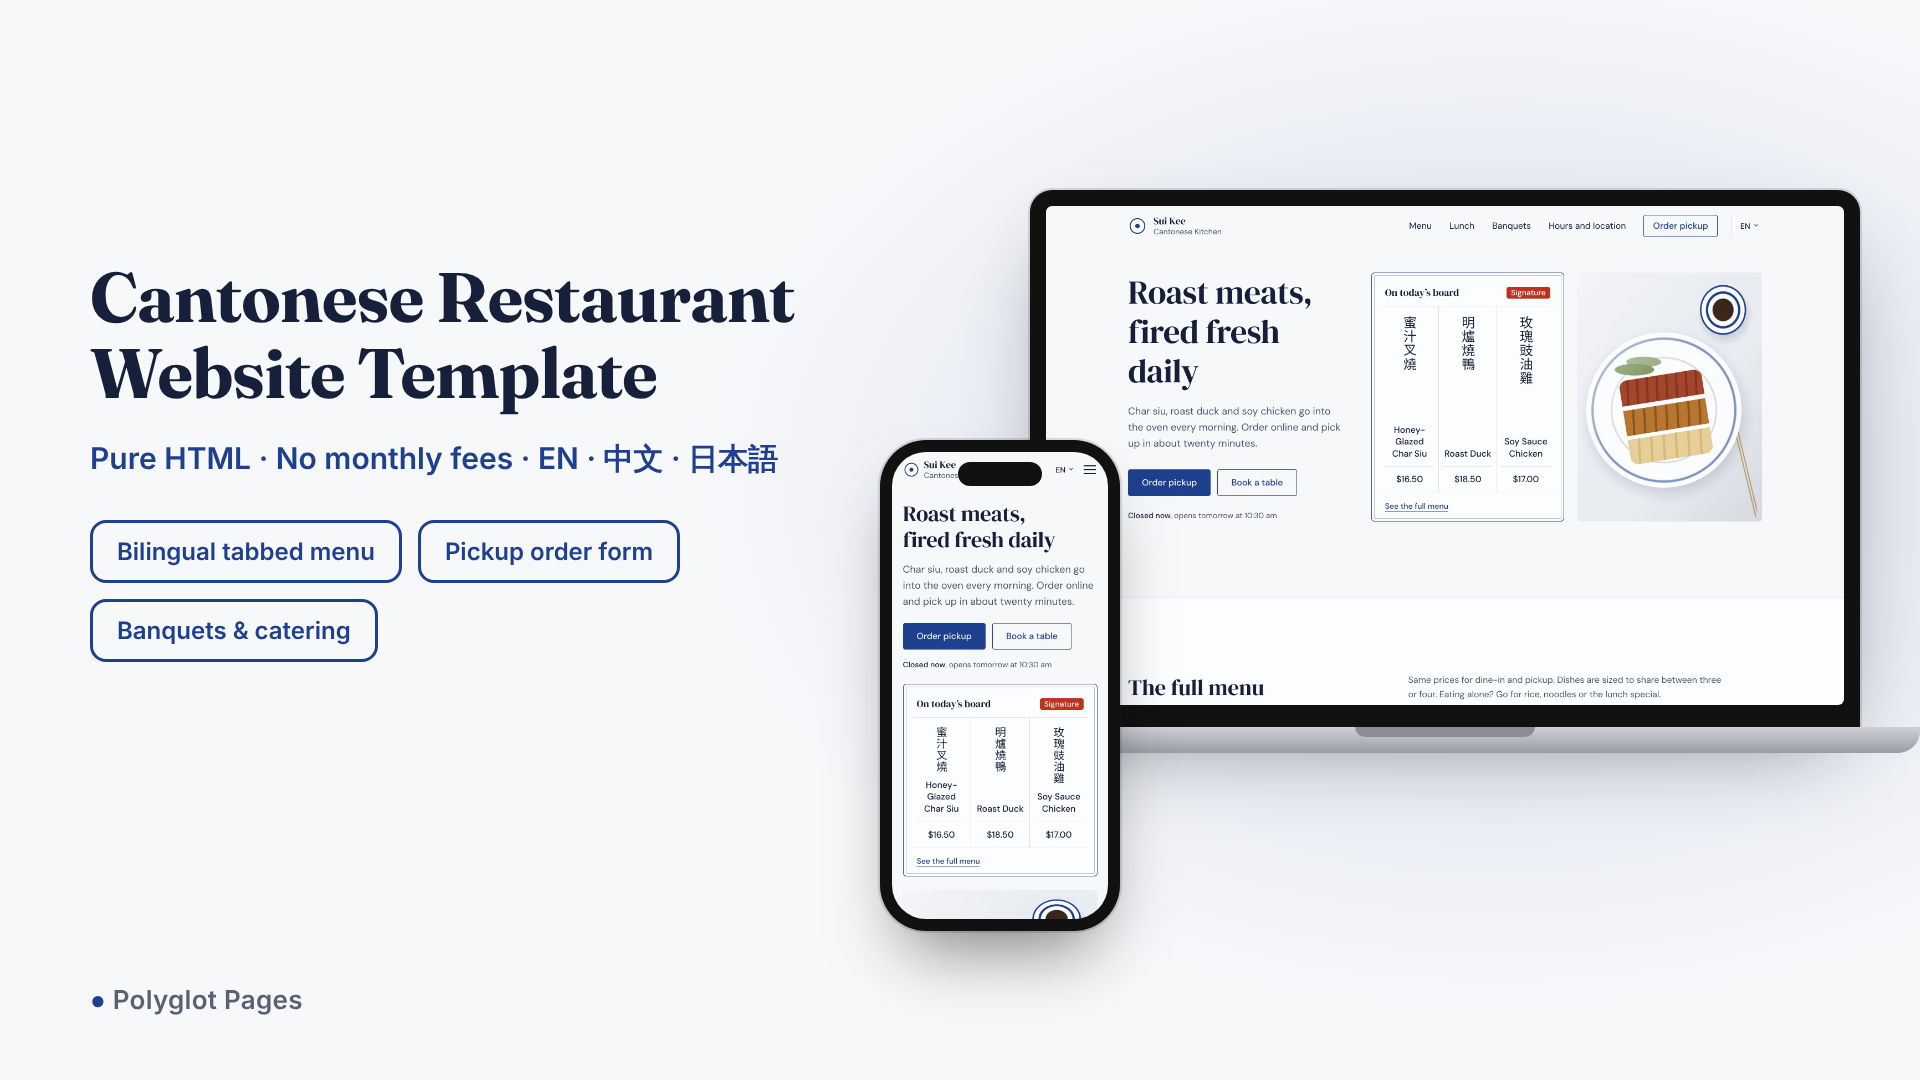 Cantonese Restaurant
Website Template
Pure HTML · No monthly fees · EN · 中文 · 日本語
Bilingual tabbed menu
Pickup order form
Banquets & catering
Polyglot Pages
Sui Kee
Cantonese Kitchen
Menu
Lunch
Banquets
Hours and location
Order pickup
EN
Roast meats,
fired fresh
daily
Char siu, roast duck and soy chicken go into
the oven every morning. Order online and pick
up in about twenty minutes.
Order pickup
Book a table
Closed now, opens tomorrow at 10:30 am
On today's board
Signature
蜜汁叉燒
Honey-
Glazed
Char Siu
$16.50
明爐燒鴨
Roast Duck
$18.50
玫瑰豉油雞
Soy Sauce
Chicken
$17.00
See the full menu
The full menu
Same prices for dine-in and pickup. Dishes are sized to share between three
or four. Eating alone? Go for rice, noodles or the lunch special.
Sui Kee
Cantones
EN
Roast meats,
fired fresh daily
Char siu, roast duck and soy chicken go
into the oven every morning. Order online
and pick up in about twenty minutes.
Order pickup
Book a table
Closed now, opens tomorrow at 10:30 am
On today's board
Signature
蜜汁叉燒
Honey-
Glazed
Char Siu
$16.50
明爐燒鴨
Roast Duck
$18.50
玫瑰豉油雞
Soy Sauce
Chicken
$17.00
See the full menu